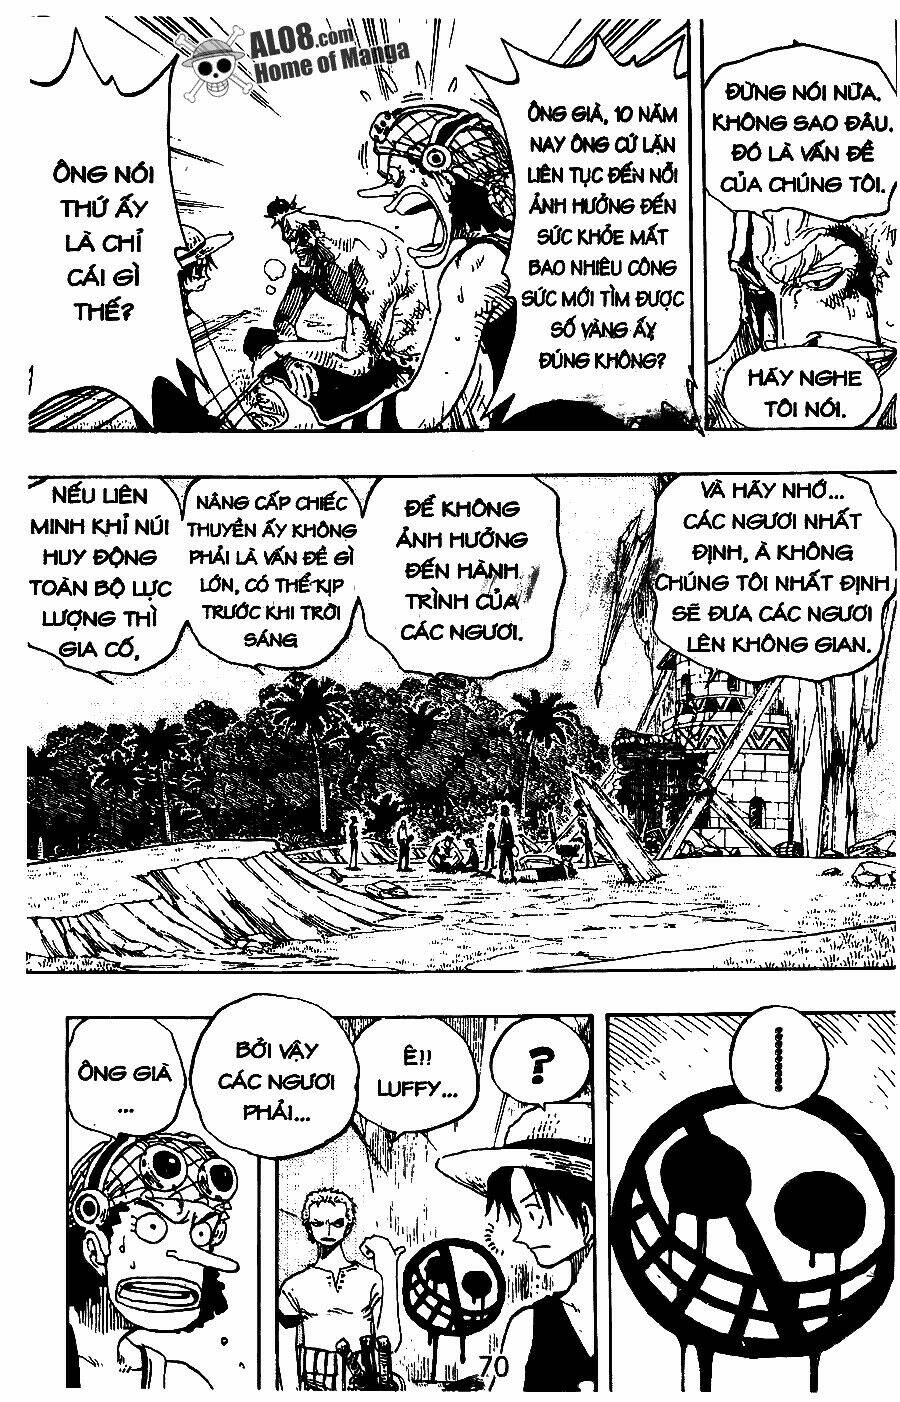 AL08.com
Home of Manga
ĐỪNG NÓI NỮA.
KHÔNG SAO ĐÂU.
ĐÓ LÀ VẤN ĐỀ
CỦA CHÚNG TÔI.
HÃY NGHE
TÔI NÓI.
ÔNG GIÀ, 10 NĂM
NAY ÔNG CỨ LẶN
LIÊN TỤC ĐẾN NỖI
ẢNH HƯỞNG ĐẾN
SỨC KHỎE MẤT
BAO NHIÊU CÔNG
SỨC MỚI TÌM ĐƯỢC
SỐ VÀNG ẤY,
ĐÚNG KHÔNG?
ÔNG NÓI
THỨ ẤY
LÀ CHỈ
CÁI GÌ
THẾ?
VÀ HÃY NHỚ...
CÁC NGƯƠI NHẤT
ĐỊNH, À KHÔNG
CHÚNG TÔI NHẤT ĐỊNH
SẼ ĐƯA CÁC NGƯƠI
LÊN KHÔNG GIAN.
ĐỂ KHÔNG
ẢNH HƯỞNG
ĐẾN HÀNH
TRÌNH CỦA
CÁC NGƯƠI.
NÂNG CẤP CHIẾC
THUYỀN ẤY KHÔNG
PHẢI LÀ VẤN ĐỀ GÌ
LỚN, CÓ THỂ KỊP
TRƯỚC KHI TRỜI
SÁNG
NẾU LIÊN
MINH KHỈ NÚI
HUY ĐỘNG
TOÀN BỘ LỰC
LƯỢNG THÌ
GIA CỐ,
.........
?
Ê!!
LUFFY...
BỞI VẬY
CÁC NGƯƠI
PHẢI...
ÔNG GIÀ
...
70